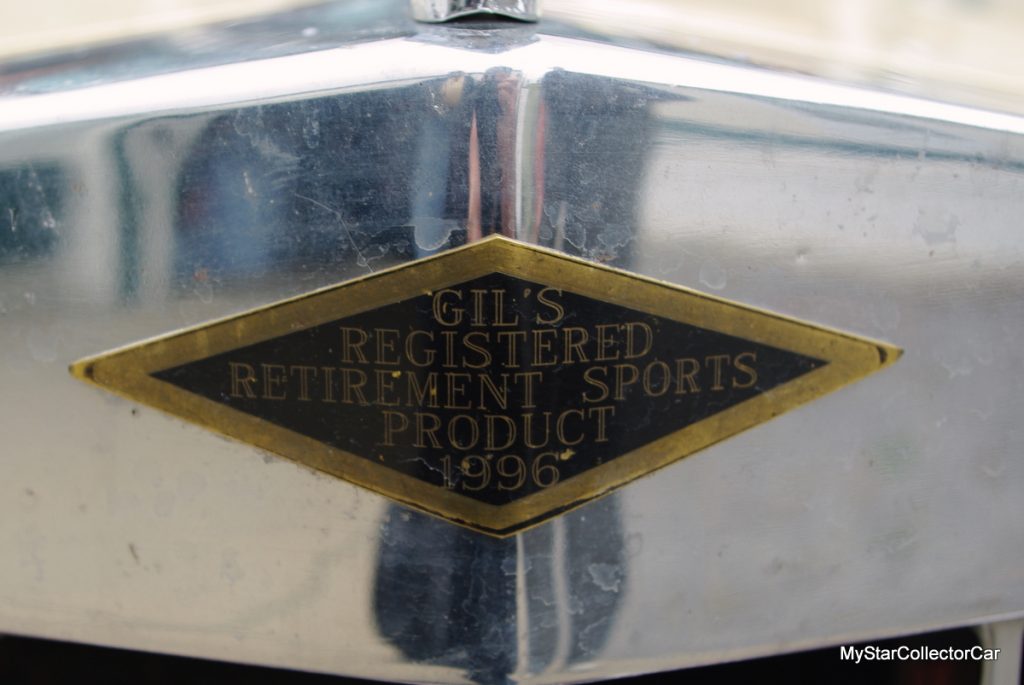 GIL'S
REGISTERED
RETIREMENT SPORTS
PRODUCT
1996
MyStarCollectorCar